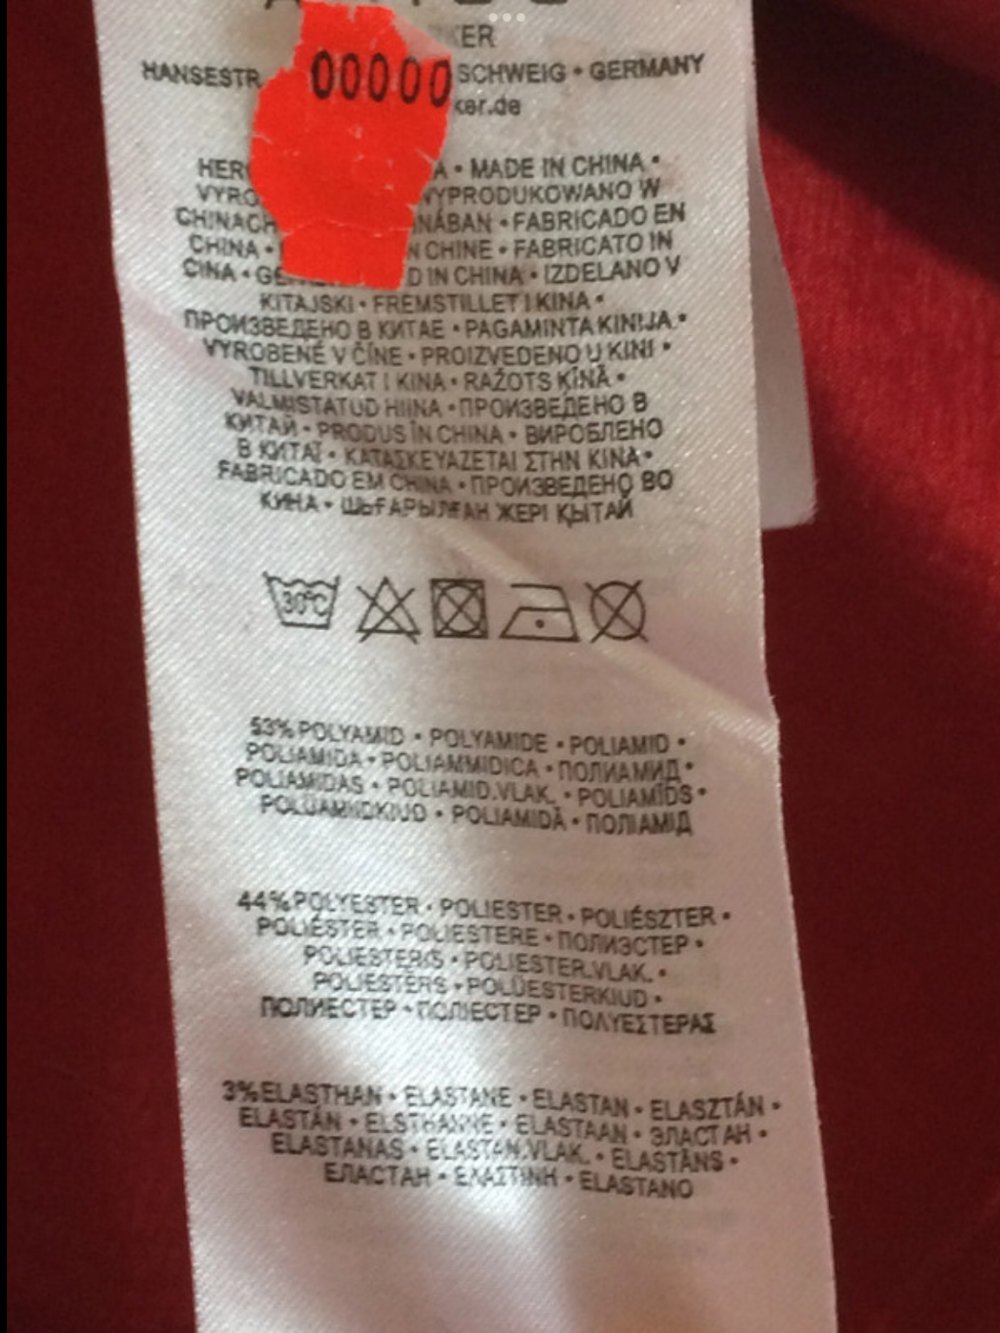 ER
HANSESTR 00000 SCHWEIG • GERMANY
ker.de
HER A • MADE IN CHINA •
VYRO WYPRODUKOWANO W
CHINACH NÁBAN • FABRICADO EN
CHINA • N CHINE • FABRICATO IN
CINA • GE D IN CHINA • IZDELANO V
KITAJSKI • FREMSTILLET I KINA •
ПРОИЗВЕДЕНО В КИТАЕ • PAGAMINTA KINIJA •
VYROBENÉ V ČÍNE • PROIZVEDENO U KINI •
TILLVERKAT I KINA • RAŽOTS ĶĪNĀ •
VALMISTATUD HIINA • ПРОИЗВЕДЕНО В
КИТАЙ • PRODUS ÎN CHINA • ВИРОБЛЕНО
В КИТАЇ • ΚΑΤΑΣΚΕΥΑΖΕΤΑΙ ΣΤΗΝ ΚΙΝΑ •
FABRICADO EM CHINA • ПРОИЗВЕДЕНО ВО
КИНА • ШЫҒАРЫЛҒАН ЖЕРІ ҚЫТАЙ
30°C
53% POLYAMID • POLYAMIDE • POLIAMID •
POLIAMIDA • POLIAMMIDICA • ПОЛИАМИД •
POLIAMIDAS • POLIAMID.VLAK. • POLIAMĪDS •
POLÜAMIIDKIUD • POLIAMIDĂ • ПОЛІАМІД
44% POLYESTER • POLIESTER • POLIÉSZTER •
POLIÉSTER • POLIESTERE • ПОЛИЭСТЕР •
POLIESTERIS • POLIESTER.VLAK. •
POLIESTĒRS • POLÜESTERKIUD •
ПОЛИЕСТЕР • ПОЛІЕСТЕР • ΠΟΛΥΕΣΤΕΡΑΣ
3% ELASTHAN • ELASTANE • ELASTAN • ELASZTÁN •
ELASTÁN • ELSTHANNE • ELASTAAN • ЭЛАСТАН •
ELASTANAS • ELASTAN.VLAK. • ELASTĀNS •
ЕЛАСТАН • ΕΛΑΣΤΙΝΗ • ELASTANO